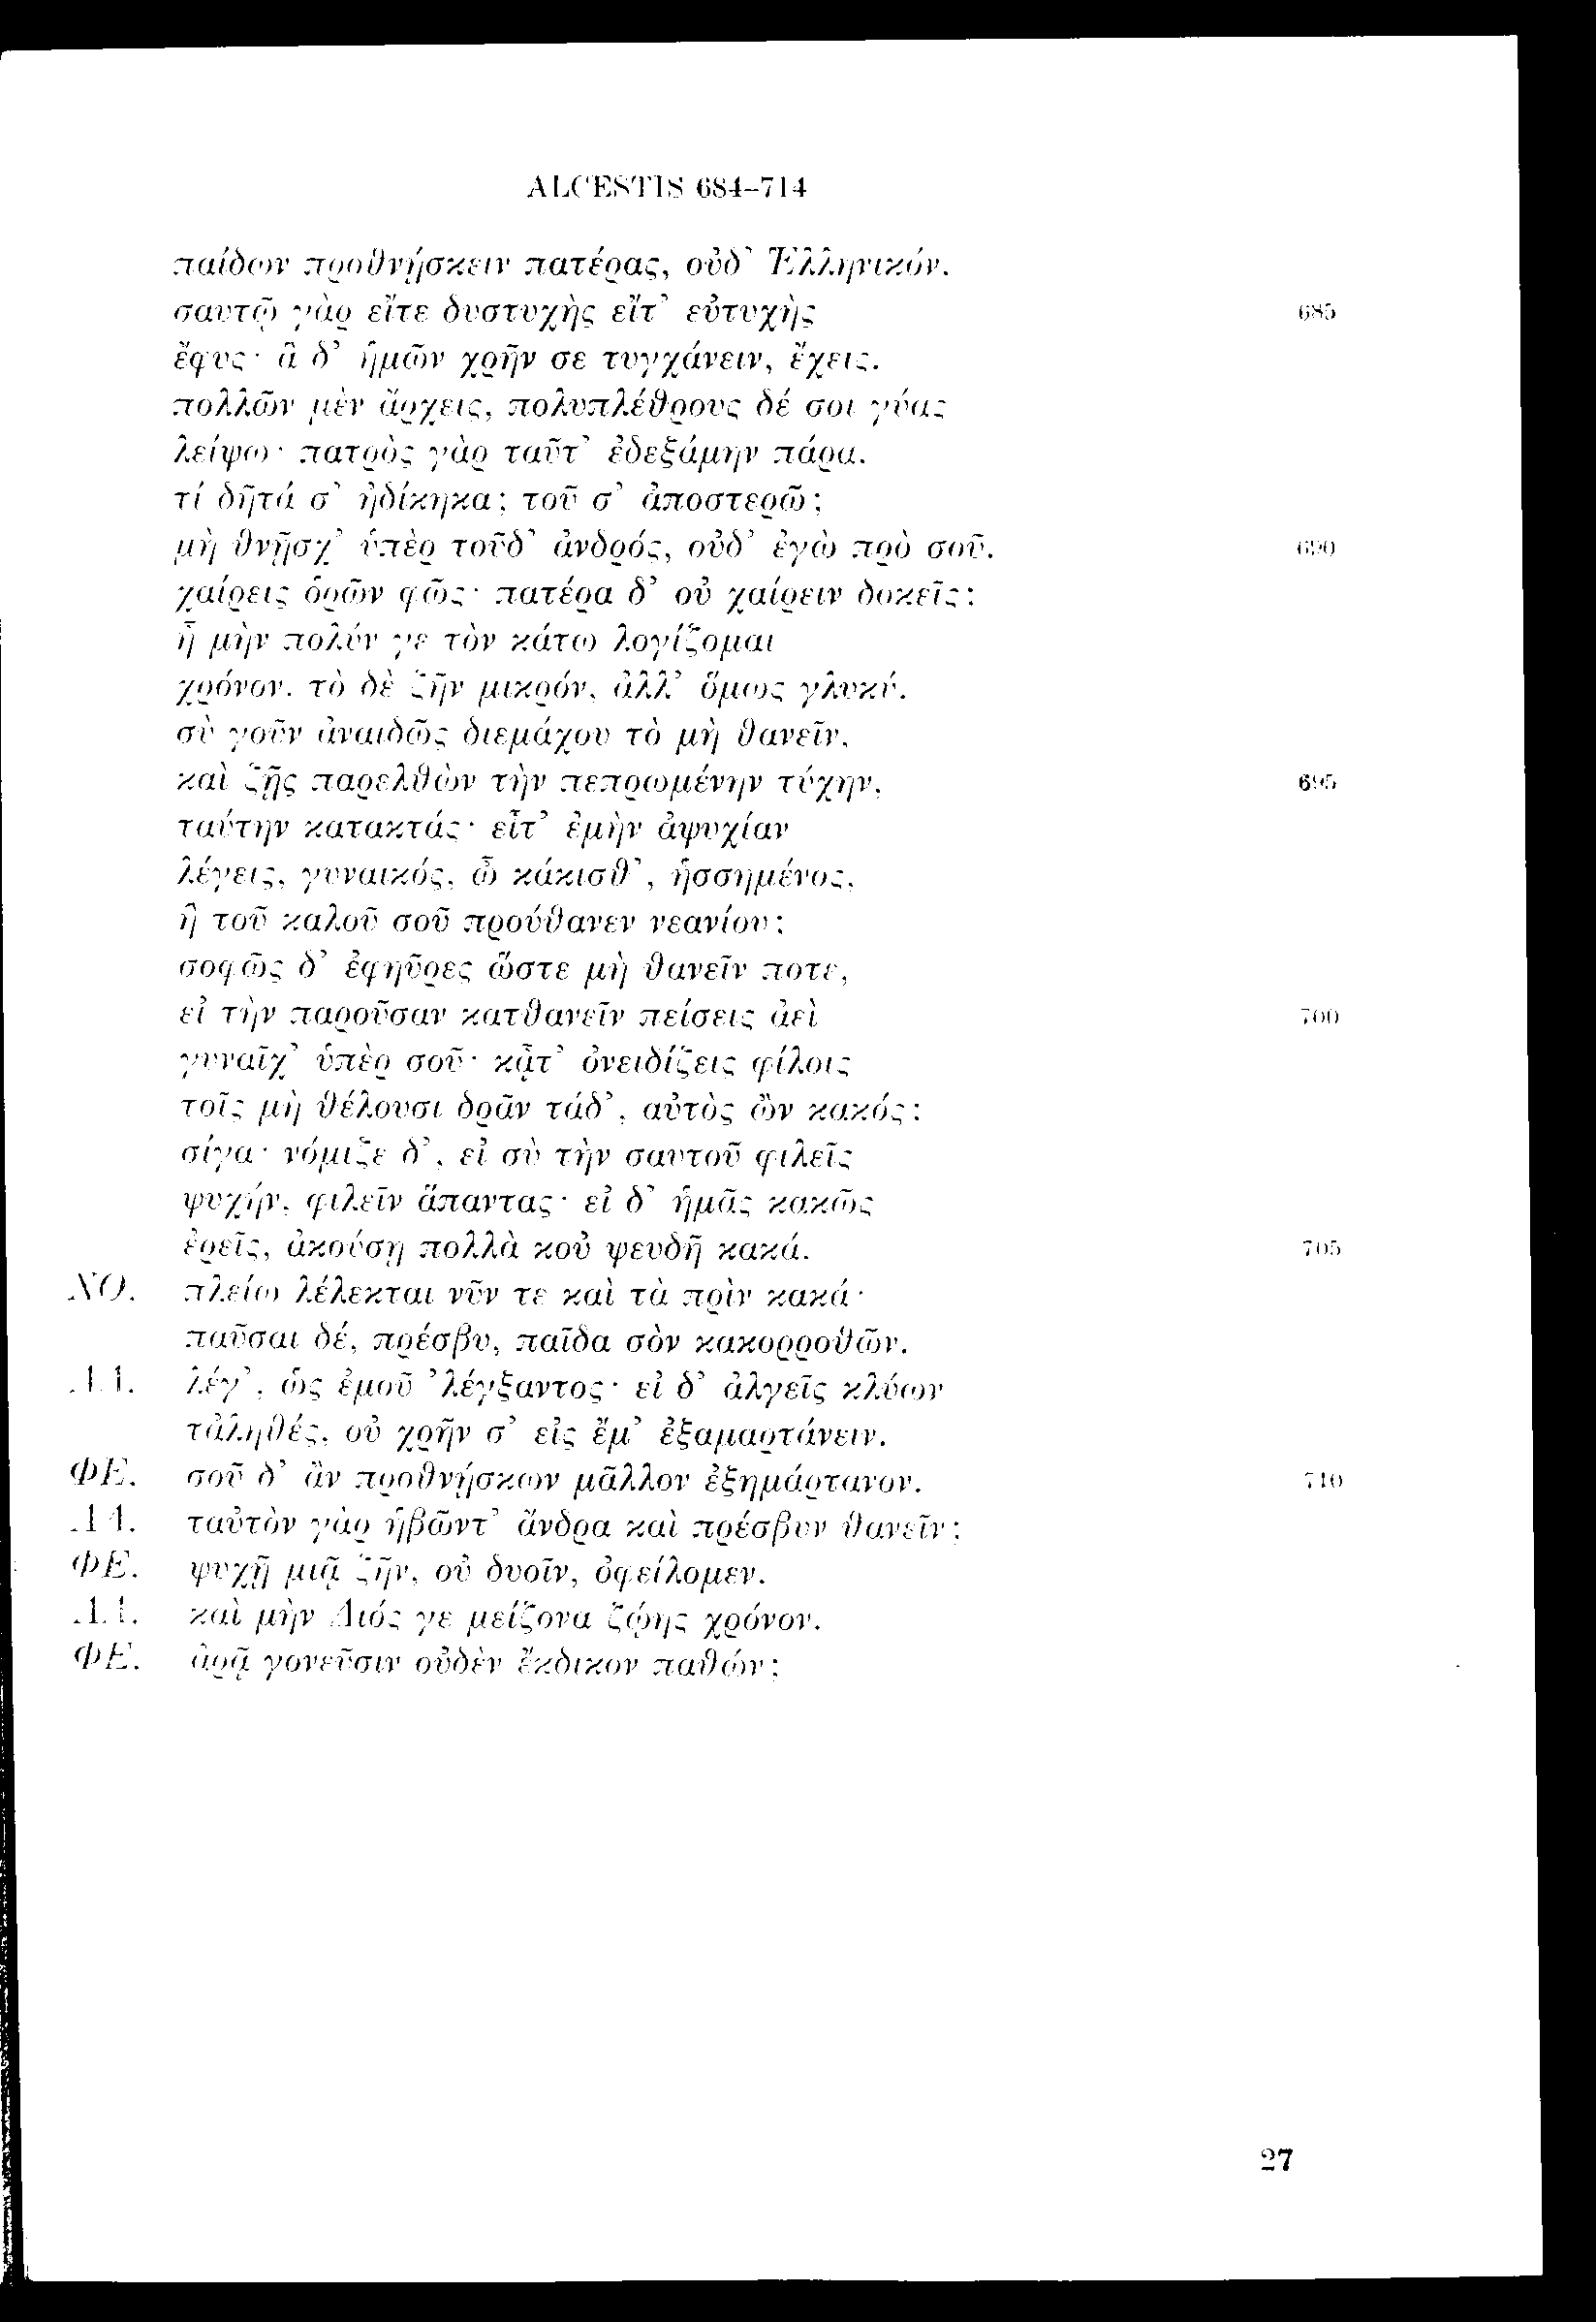 ALCESTIS 684–714
παίδων προθνῄσκειν πατέρας, οὐδ’ Ἑλληνικόν.
σαυτῷ γὰρ εἴτε δυστυχὴς εἴτ’ εὐτυχὴς 685
ἔφυς· ἃ δ’ ἡμῶν χρῆν σε τυγχάνειν, ἔχεις.
πολλῶν μὲν ἄρχεις, πολυπλέθρους δέ σοι γύας
λείψω· πατρὸς γὰρ ταῦτ’ ἐδεξάμην πάρα.
τί δῆτά σ’ ἠδίκηκα; τοῦ σ’ ἀποστερῶ;
μὴ θνῇσχ’ ὑπὲρ τοῦδ’ ἀνδρός, οὐδ’ ἐγὼ πρὸ σοῦ. 690
χαίρεις ὁρῶν φῶς· πατέρα δ’ οὐ χαίρειν δοκεῖς;
ἦ μὴν πολύν γε τὸν κάτω λογίζομαι
χρόνον, τὸ δὲ ζῆν μικρόν, ἀλλ’ ὅμως γλυκύ.
σὺ γοῦν ἀναιδῶς διεμάχου τὸ μὴ θανεῖν,
καὶ ζῇς παρελθὼν τὴν πεπρωμένην τύχην, 695
ταύτην κατακτάς· εἶτ’ ἐμὴν ἀψυχίαν
λέγεις, γυναικός, ὦ κάκισθ’, ἡσσημένος,
ἣ τοῦ καλοῦ σοῦ προύθανεν νεανίου;
σοφῶς δ’ ἐφηῦρες ὥστε μὴ θανεῖν ποτε,
εἰ τὴν παροῦσαν κατθανεῖν πείσεις ἀεὶ 700
γυναῖχ’ ὑπὲρ σοῦ· κᾆτ’ ὀνειδίζεις φίλοις
τοῖς μὴ θέλουσι δρᾶν τάδ’, αὐτὸς ὢν κακός;
σίγα· νόμιζε δ’, εἰ σὺ τὴν σαυτοῦ φιλεῖς
ψυχήν, φιλεῖν ἅπαντας· εἰ δ’ ἡμᾶς κακῶς
ἐρεῖς, ἀκούσῃ πολλὰ κοὐ ψευδῆ κακά. 705
ΧΟ. πλείω λέλεκται νῦν τε καὶ τὰ πρὶν κακά·
παῦσαι δέ, πρέσβυ, παῖδα σὸν κακορροθῶν.
ΑΔ. λέγ’, ὡς ἐμοῦ ’λέγξαντος· εἰ δ’ ἀλγεῖς κλύων
τἀληθές, οὐ χρῆν σ’ εἰς ἔμ’ ἐξαμαρτάνειν.
ΦΕ. σοῦ δ’ ἂν προθνῄσκων μᾶλλον ἐξημάρτανον. 710
ΑΔ. ταὐτὸν γὰρ ἡβῶντ’ ἄνδρα καὶ πρέσβυν θανεῖν;
ΦΕ. ψυχῇ μιᾷ ζῆν, οὐ δυοῖν, ὀφείλομεν.
ΑΔ. καὶ μὴν Διός γε μείζονα ζῴης χρόνον.
ΦΕ. ἀρᾷ γονεῦσιν οὐδὲν ἔκδικον παθών;
27